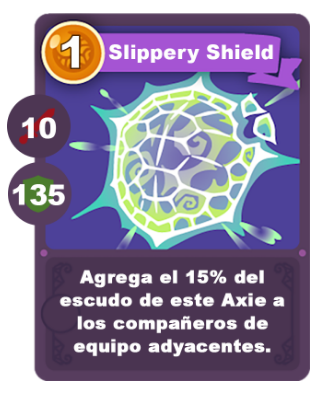 1
Slippery Shield
10
135
Agrega el 15% del
escudo de este Axie a
los compañeros de
equipo adyacentes.